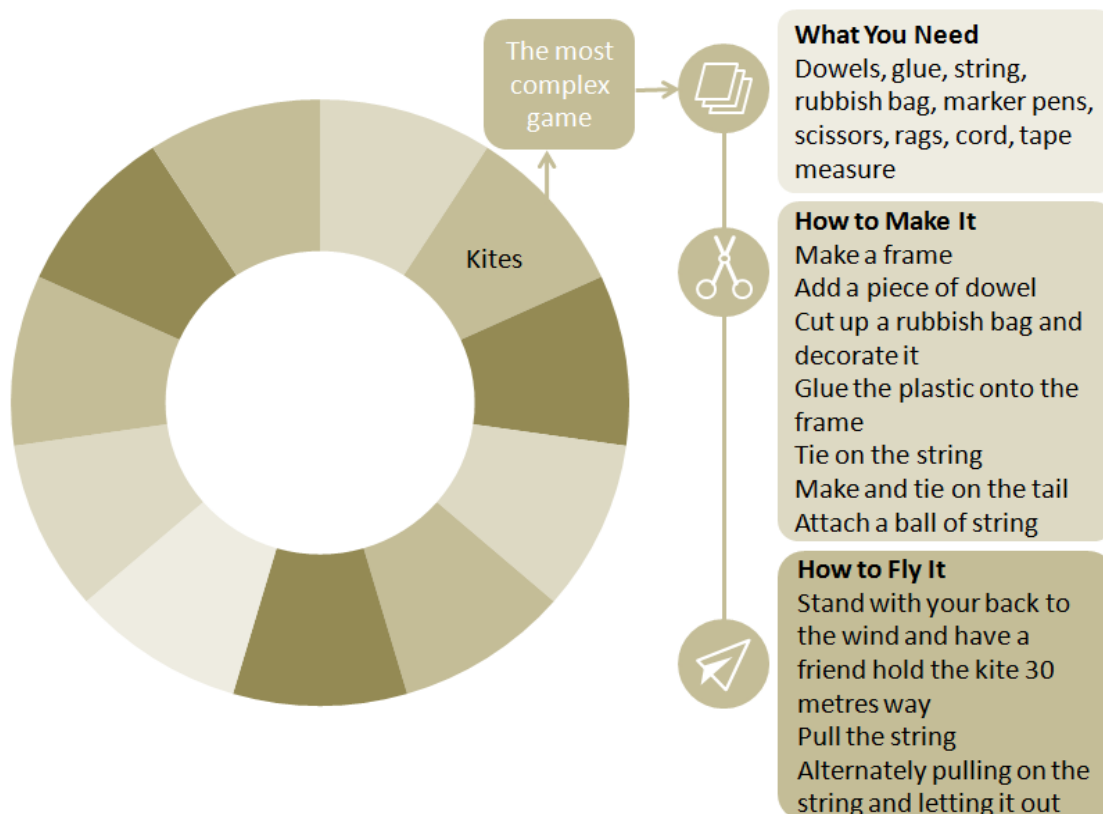 The most
complex
game
Kites
What You Need
Dowels, glue, string,
rubbish bag, marker pens,
scissors, rags, cord, tape
measure
How to Make It
Make a frame
Add a piece of dowel
Cut up a rubbish bag and
decorate it
Glue the plastic onto the
frame
Tie on the string
Make and tie on the tail
Attach a ball of string
How to Fly It
Stand with your back to
the wind and have a
friend hold the kite 30
metres way
Pull the string
Alternately pulling on the
string and letting it out